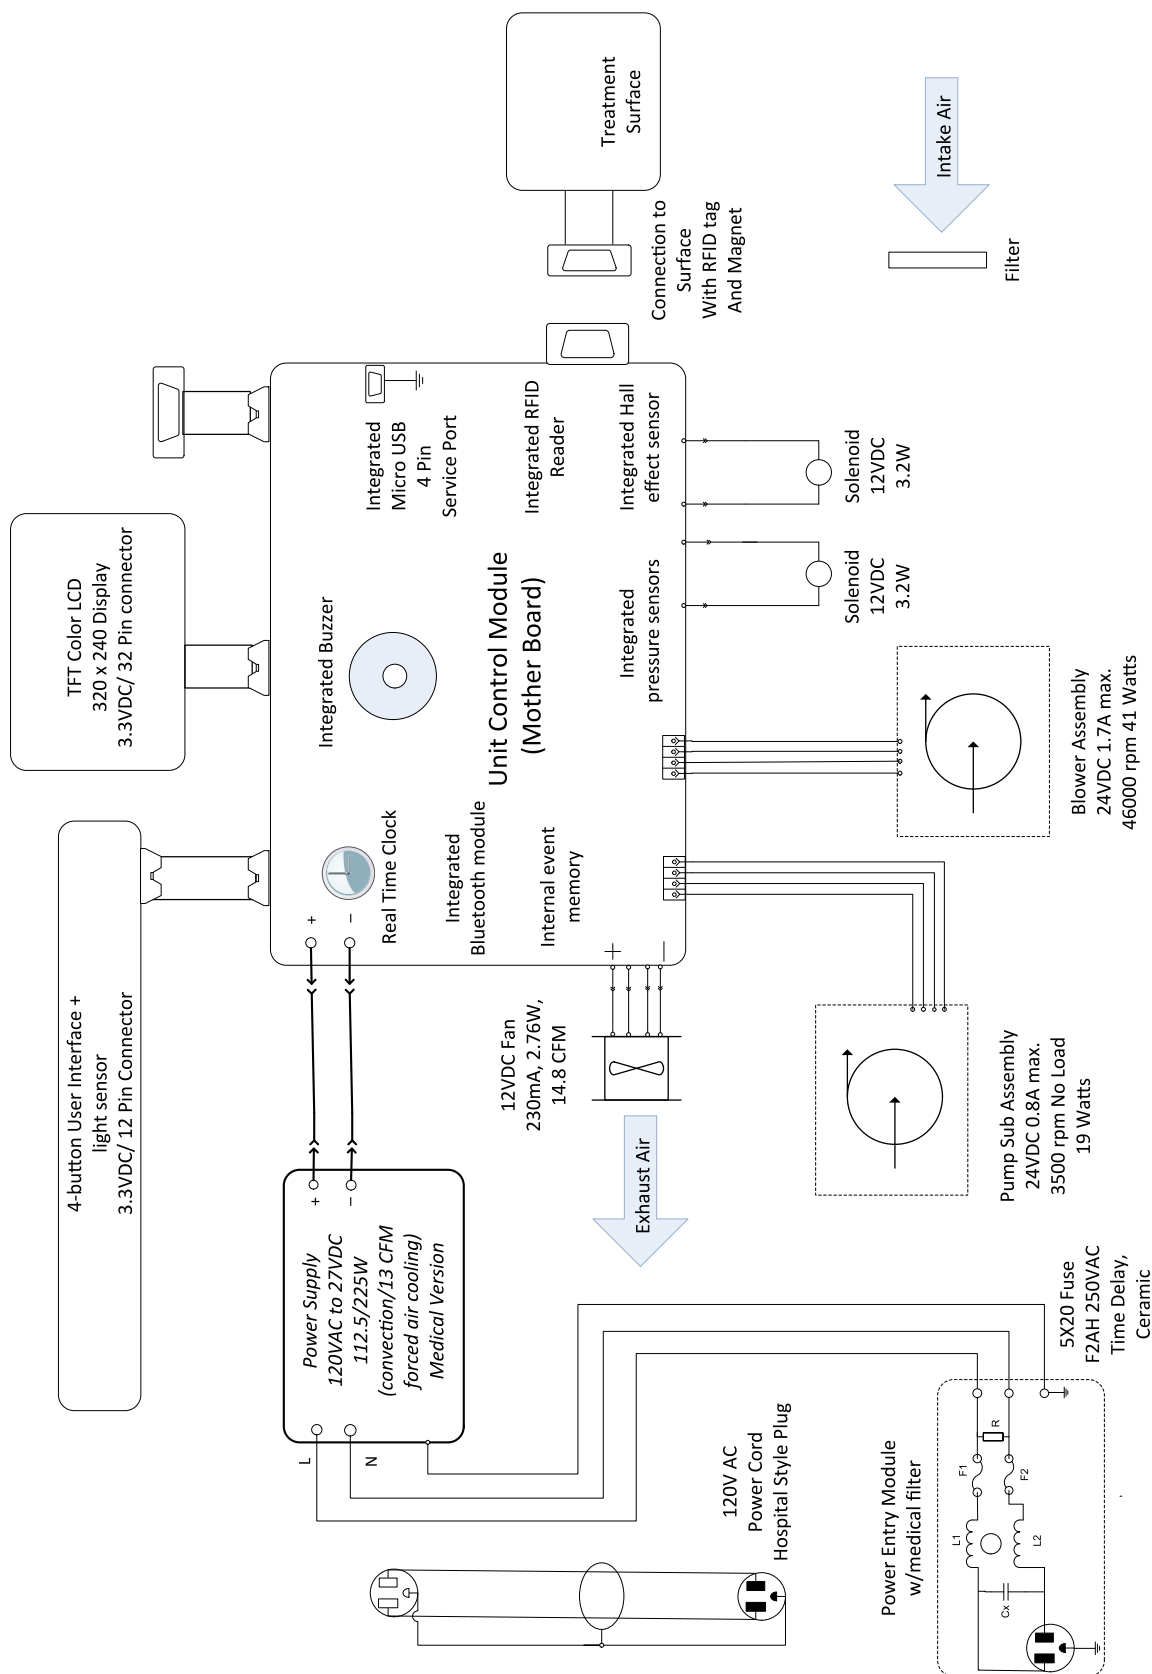 4-button User Interface +
light sensor
3.3VDC/ 12 Pin Connector
TFT Color LCD
320 x 240 Display
3.3VDC/ 32 Pin connector
Power Supply
120VAC to 27VDC
112.5/225W
(convection/13 CFM
forced air cooling)
Medical Version
L
N
+
−
+
−
Real Time Clock
Integrated Buzzer
Integrated
Micro USB
4 Pin
Service Port
Integrated
Bluetooth module
Unit Control Module
(Mother Board)
Integrated RFID
Reader
Internal event
memory
Integrated
pressure sensors
Integrated Hall
effect sensor
+
−
Treatment
Surface
Connection to
Surface
With RFID tag
And Magnet
12VDC Fan
230mA, 2.76W,
14.8 CFM
Exhaust Air
Intake Air
Filter
Solenoid
12VDC
3.2W
Solenoid
12VDC
3.2W
Pump Sub Assembly
24VDC 0.8A max.
3500 rpm No Load
19 Watts
Blower Assembly
24VDC 1.7A max.
46000 rpm 41 Watts
120V AC
Power Cord
Hospital Style Plug
Power Entry Module
w/medical filter
Cx
L1
L2
F1
F2
R
5X20 Fuse
F2AH 250VAC
Time Delay,
Ceramic